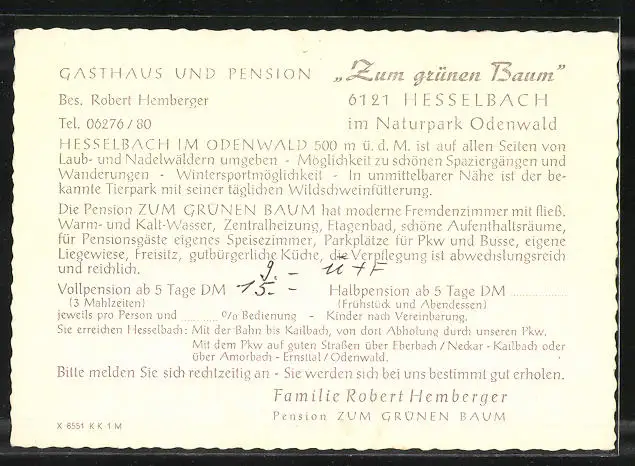 GASTHAUS UND PENSION „Zum grünen Baum”
Bes. Robert Hemberger 6121 HESSELBACH
Tel. 06276/80 im Naturpark Odenwald
HESSELBACH IM ODENWALD 500 m ü. d. M. ist auf allen Seiten von
Laub- und Nadelwäldern umgeben - Möglichkeit zu schönen Spaziergängen und
Wanderungen - Wintersportmöglichkeit - In unmittelbarer Nähe ist der be-
kannte Tierpark mit seiner täglichen Wildschweinfütterung.
Die Pension ZUM GRÜNEN BAUM hat moderne Fremdenzimmer mit fließ.
Warm- und Kalt-Wasser, Zentralheizung, Etagenbad, schöne Aufenthaltsräume,
für Pensionsgäste eigenes Speisezimmer, Parkplätze für Pkw und Busse, eigene
Liegewiese, Freisitz, gutbürgerliche Küche, die Verpflegung ist abwechslungsreich
und reichlich. 9.- Ü+F
Vollpension ab 5 Tage DM 15.- Halbpension ab 5 Tage DM ..............
(3 Mahlzeiten) (Frühstück und Abendessen)
jeweils pro Person und .......... % Bedienung - Kinder nach Vereinbarung.
Sie erreichen Hesselbach: Mit der Bahn bis Kailbach, von dort Abholung durch unseren Pkw.
Mit dem Pkw auf guten Straßen über Eberbach/Neckar - Kailbach oder
über Amorbach - Ernsttal/Odenwald.
Bitte melden Sie sich rechtzeitig an - Sie werden sich bei uns bestimmt gut erholen.
Familie Robert Hemberger
Pension ZUM GRÜNEN BAUM
X 6551 K K 1 M